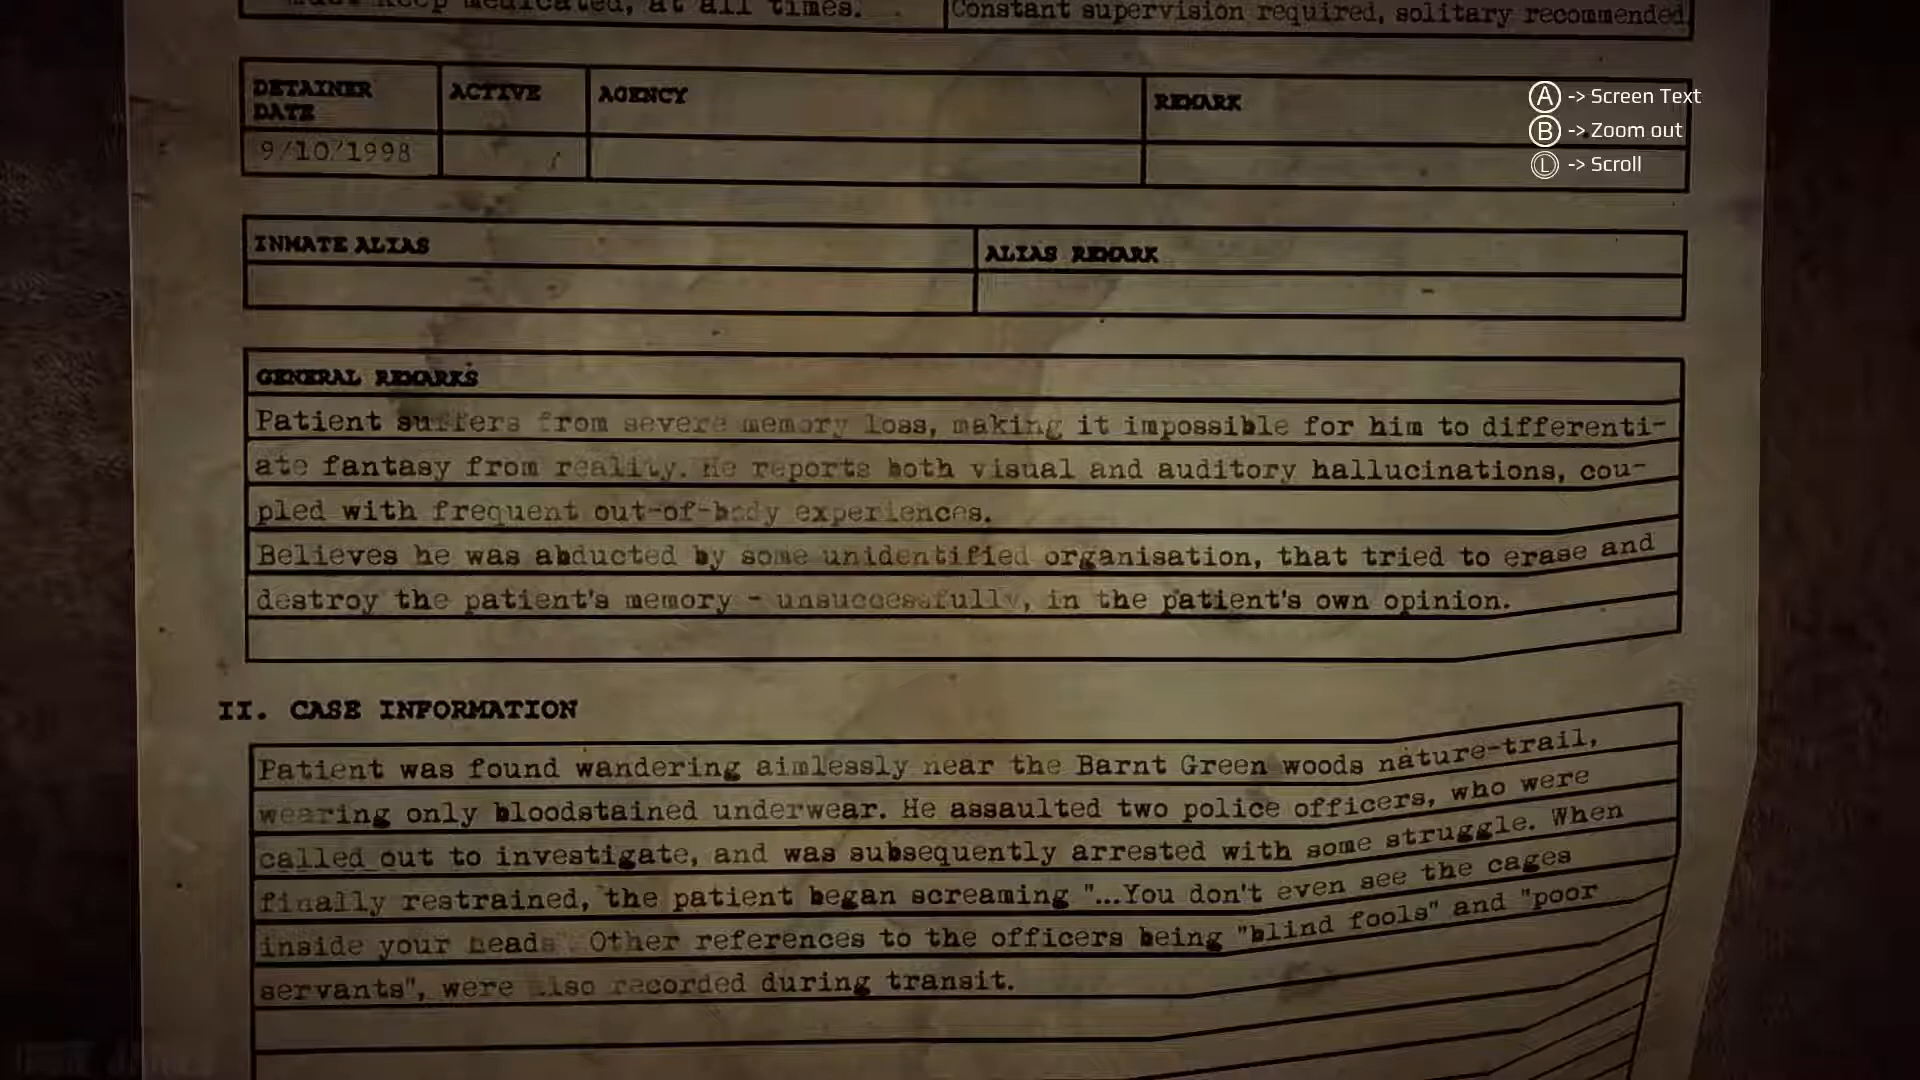 must keep medicated, at all times.
Constant supervision required, solitary recommended
DETAINER DATE
ACTIVE
AGENCY
REMARK
9/10/1998
INMATE ALIAS
ALIAS REMARK
GENERAL REMARKS
Patient suffers from severe memory loss, making it impossible for him to differenti-
ate fantasy from reality. He reports both visual and auditory hallucinations, cou-
pled with frequent out-of-body experiences.
Believes he was abducted by some unidentified organisation, that tried to erase and
destroy the patient's memory - unsuccessfully, in the patient's own opinion.
II. CASE INFORMATION
Patient was found wandering aimlessly near the Barnt Green woods nature-trail,
wearing only bloodstained underwear. He assaulted two police officers, who were
called out to investigate, and was subsequently arrested with some struggle. When
finally restrained, the patient began screaming "...You don't even see the cages
inside your heads". Other references to the officers being "blind fools" and "poor
servants", were also recorded during transit.
A -> Screen Text
B -> Zoom out
L -> Scroll